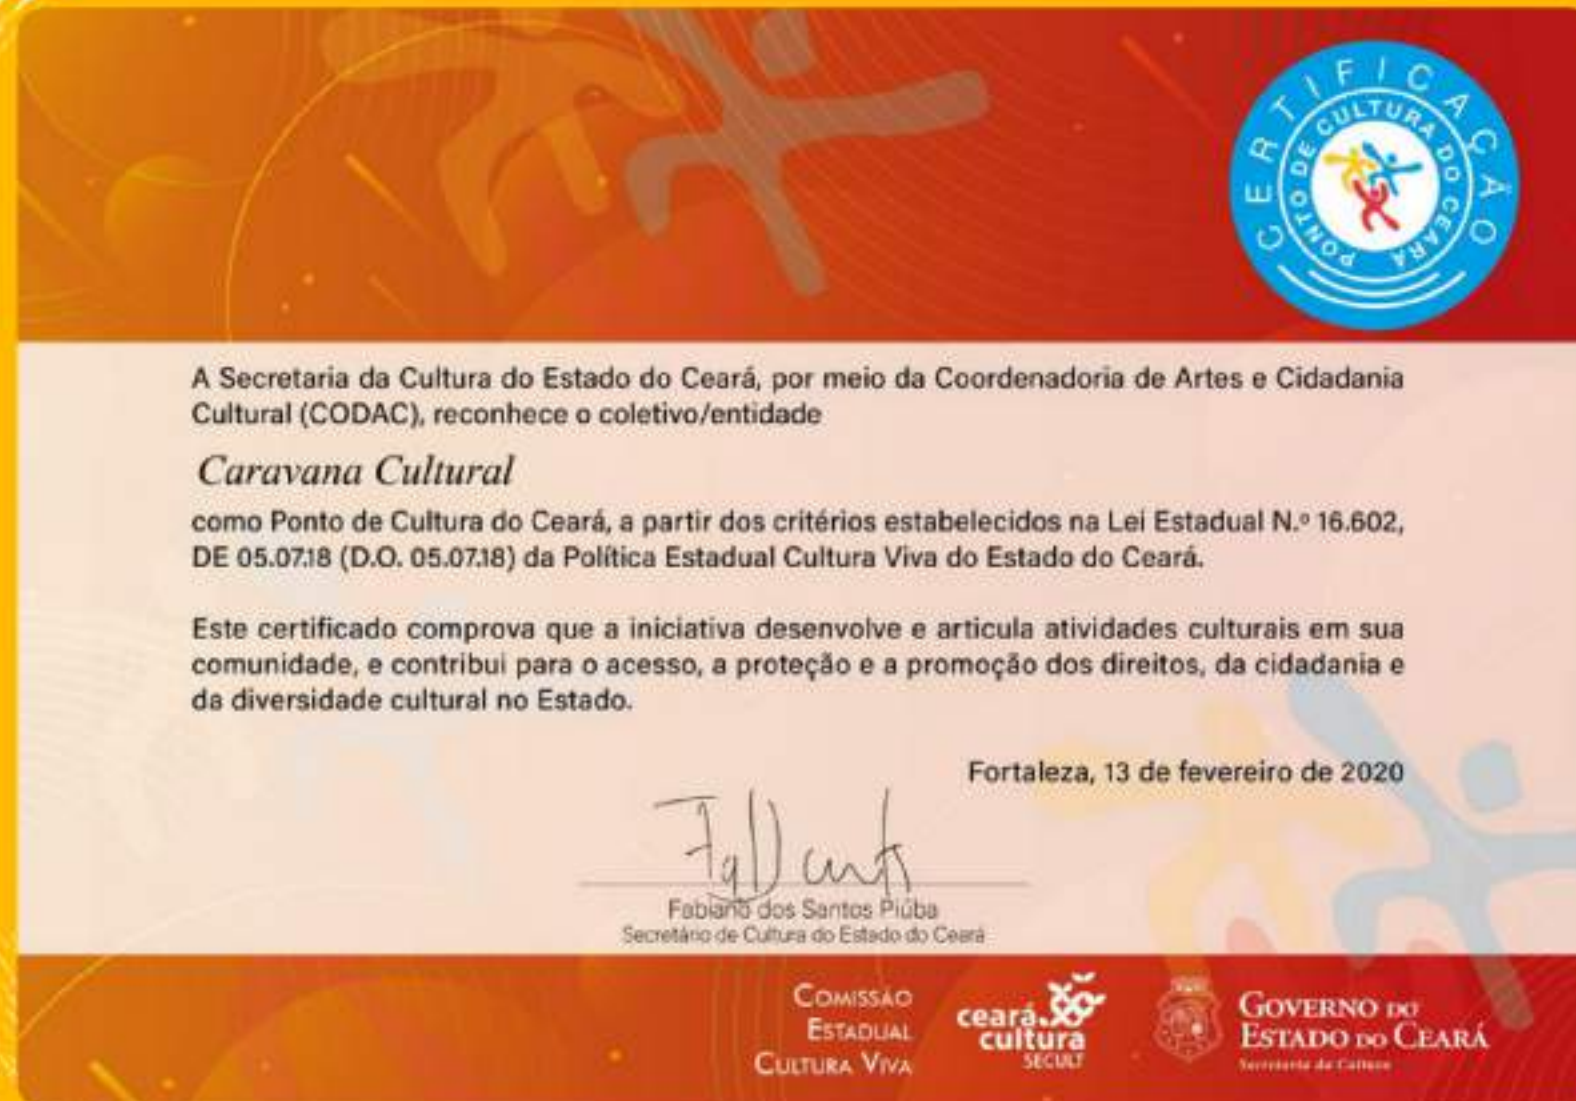 CERTIFICAÇÃO
PONTO DE CULTURA DO CEARÁ
A Secretaria da Cultura do Estado do Ceará, por meio da Coordenadoria de Artes e Cidadania
Cultural (CODAC), reconhece o coletivo/entidade
Caravana Cultural
como Ponto de Cultura do Ceará, a partir dos critérios estabelecidos na Lei Estadual N.º 16.602,
DE 05.07.18 (D.O. 05.07.18) da Política Estadual Cultura Viva do Estado do Ceará.
Este certificado comprova que a iniciativa desenvolve e articula atividades culturais em sua
comunidade, e contribui para o acesso, a proteção e a promoção dos direitos, da cidadania e
da diversidade cultural no Estado.
Fortaleza, 13 de fevereiro de 2020
Fabiano dos Santos Piúba
Secretário de Cultura do Estado do Ceará
COMISSÃO
ESTADUAL
CULTURA VIVA
ceará
cultura
SECULT
GOVERNO DO
ESTADO DO CEARÁ
Secretaria da Cultura